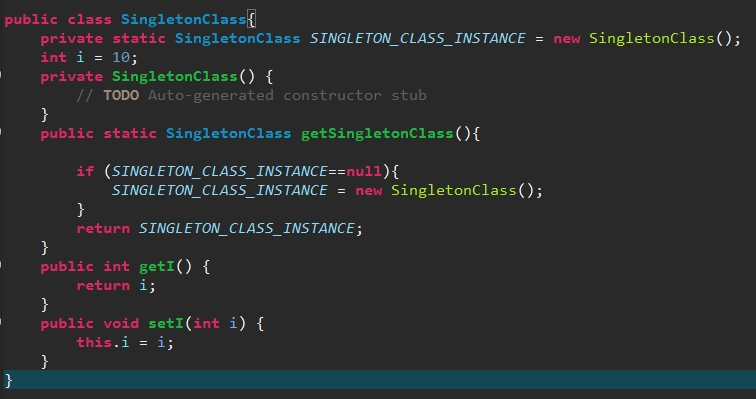 public class SingletonClass{
    private static SingletonClass SINGLETON_CLASS_INSTANCE = new SingletonClass();
    int i = 10;
    private SingletonClass() {
        // TODO Auto-generated constructor stub
    }
    public static SingletonClass getSingletonClass(){

        if (SINGLETON_CLASS_INSTANCE==null){
            SINGLETON_CLASS_INSTANCE = new SingletonClass();
        }
        return SINGLETON_CLASS_INSTANCE;
    }
    public int getI() {
        return i;
    }
    public void setI(int i) {
        this.i = i;
    }
}